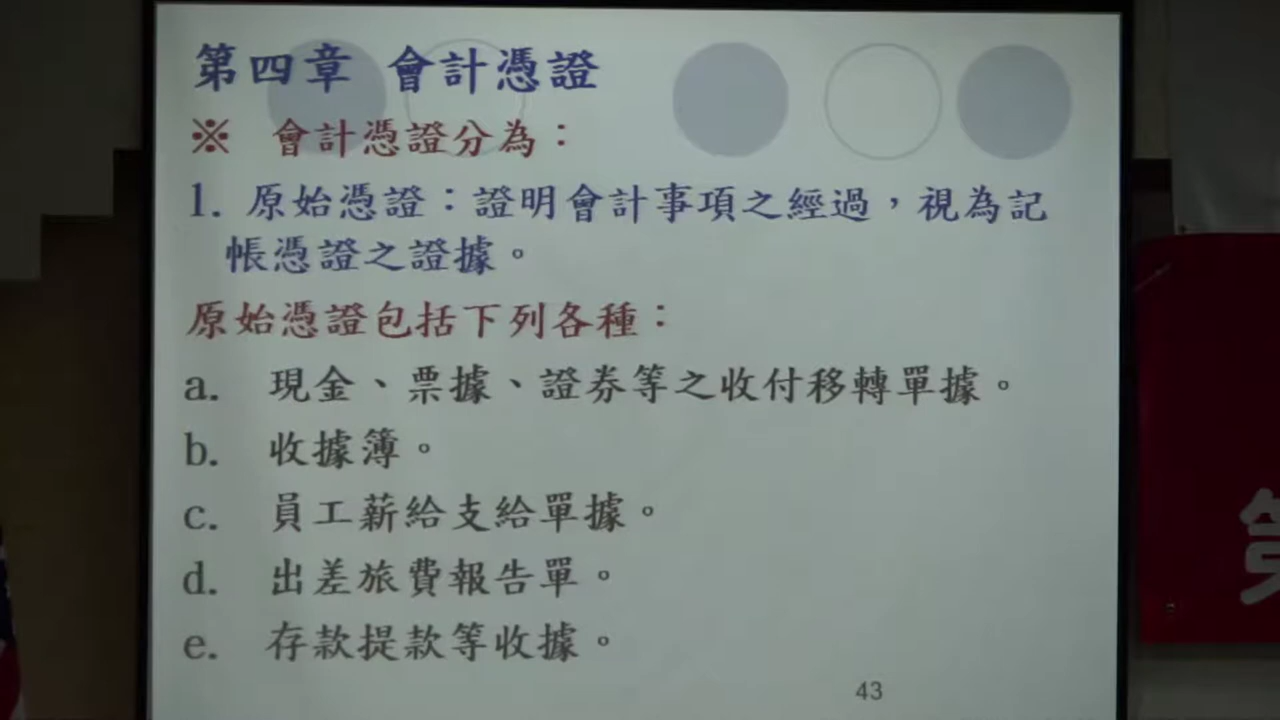 第四章 會計憑證
※ 會計憑證分為：
1. 原始憑證：證明會計事項之經過，視為記
帳憑證之證據。
原始憑證包括下列各種：
a. 現金、票據、證券等之收付移轉單據。
b. 收據簿。
c. 員工薪給支給單據。
d. 出差旅費報告單。
e. 存款提款等收據。
43